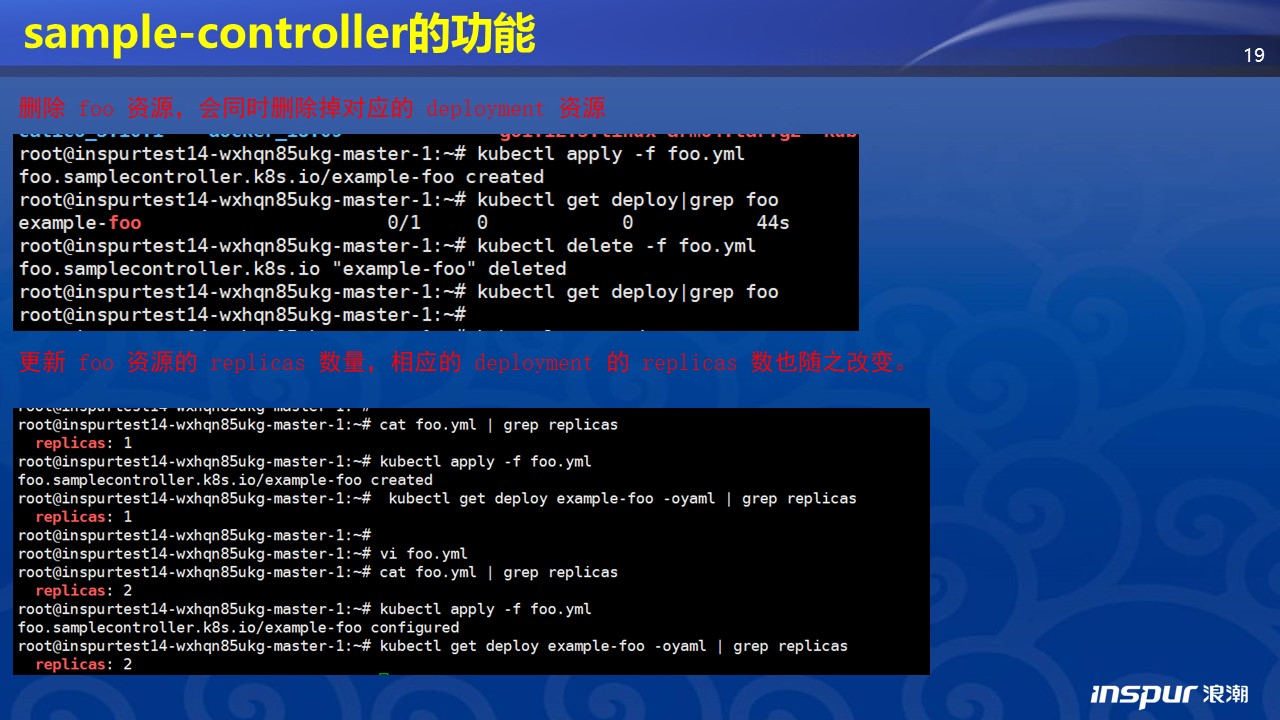 sample-controller的功能
19
删除 foo 资源，会同时删除掉对应的 deployment 资源
root@inspurtest14-wxhqn85ukg-master-1:~# kubectl apply -f foo.yml
foo.samplecontroller.k8s.io/example-foo created
root@inspurtest14-wxhqn85ukg-master-1:~# kubectl get deploy|grep foo
example-foo 0/1 0 0 44s
root@inspurtest14-wxhqn85ukg-master-1:~# kubectl delete -f foo.yml
foo.samplecontroller.k8s.io "example-foo" deleted
root@inspurtest14-wxhqn85ukg-master-1:~# kubectl get deploy|grep foo
root@inspurtest14-wxhqn85ukg-master-1:~#
更新 foo 资源的 replicas 数量，相应的 deployment 的 replicas 数也随之改变。
root@inspurtest14-wxhqn85ukg-master-1:~# cat foo.yml | grep replicas
replicas: 1
root@inspurtest14-wxhqn85ukg-master-1:~# kubectl apply -f foo.yml
foo.samplecontroller.k8s.io/example-foo created
root@inspurtest14-wxhqn85ukg-master-1:~#  kubectl get deploy example-foo -oyaml | grep replicas
replicas: 1
root@inspurtest14-wxhqn85ukg-master-1:~#
root@inspurtest14-wxhqn85ukg-master-1:~# vi foo.yml
root@inspurtest14-wxhqn85ukg-master-1:~# cat foo.yml | grep replicas
replicas: 2
root@inspurtest14-wxhqn85ukg-master-1:~# kubectl apply -f foo.yml
foo.samplecontroller.k8s.io/example-foo configured
root@inspurtest14-wxhqn85ukg-master-1:~# kubectl get deploy example-foo -oyaml | grep replicas
replicas: 2
inspur 浪潮